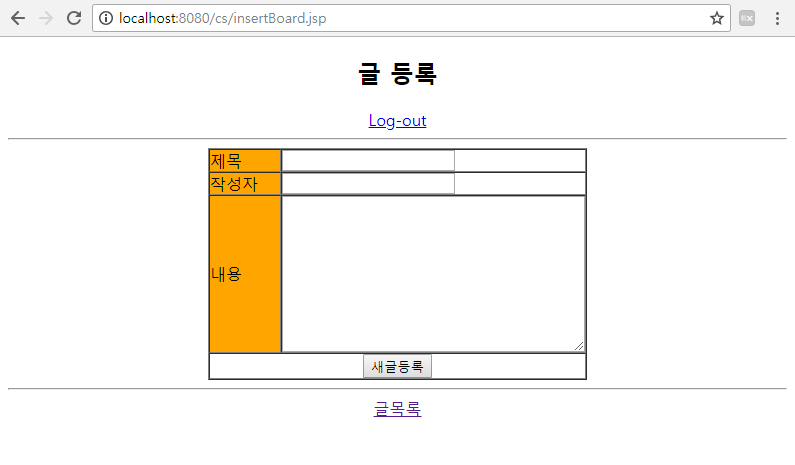 localhost:8080/cs/insertBoard.jsp
글 등록
Log-out
제목
작성자
내용
새글등록
글목록